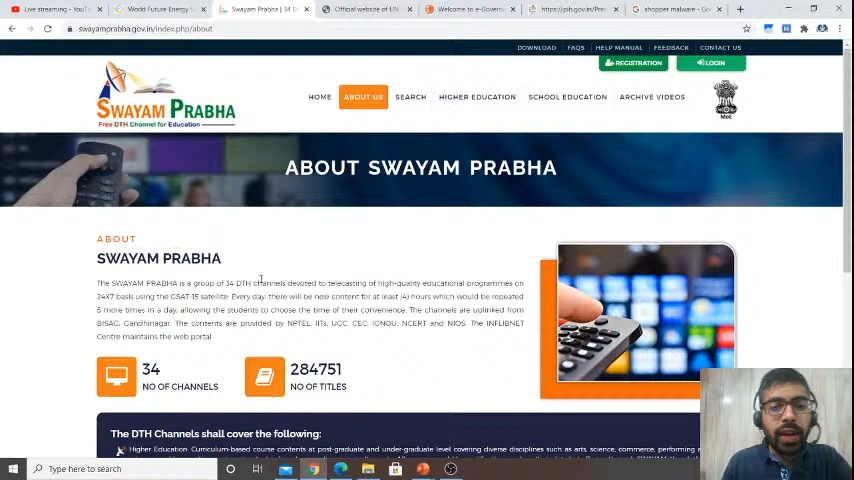 Live streaming - YouTu
World Future Energy S
Swayam Prabha | 34 D
Official website of UN
Welcome to e-Governa
https://pib.gov.in/Pres
shopper malware - Go
swayamprabha.gov.in/index.php/about
DOWNLOAD FAQS HELP MANUAL FEEDBACK CONTACT US
REGISTRATION LOGIN
SWAYAM PRABHA
Free DTH Channel for Education
HOME ABOUT US SEARCH HIGHER EDUCATION SCHOOL EDUCATION ARCHIVE VIDEOS
MoE
ABOUT SWAYAM PRABHA
ABOUT
SWAYAM PRABHA
The SWAYAM PRABHA is a group of 34 DTH channels devoted to telecasting of high-quality educational programmes on
24X7 basis using the GSAT-15 satellite. Every day, there will be new content for at least (4) hours which would be repeated
5 more times in a day, allowing the students to choose the time of their convenience. The channels are uplinked from
BISAG, Gandhinagar. The contents are provided by NPTEL, IITs, UGC, CEC, IGNOU, NCERT and NIOS. The INFLIBNET
Centre maintains the web portal
34
NO OF CHANNELS
284751
NO OF TITLES
The DTH Channels shall cover the following:
Higher Education: Curriculum-based course contents at post-graduate and under-graduate level covering diverse disciplines such as arts, science, commerce, performing a
Type here to search